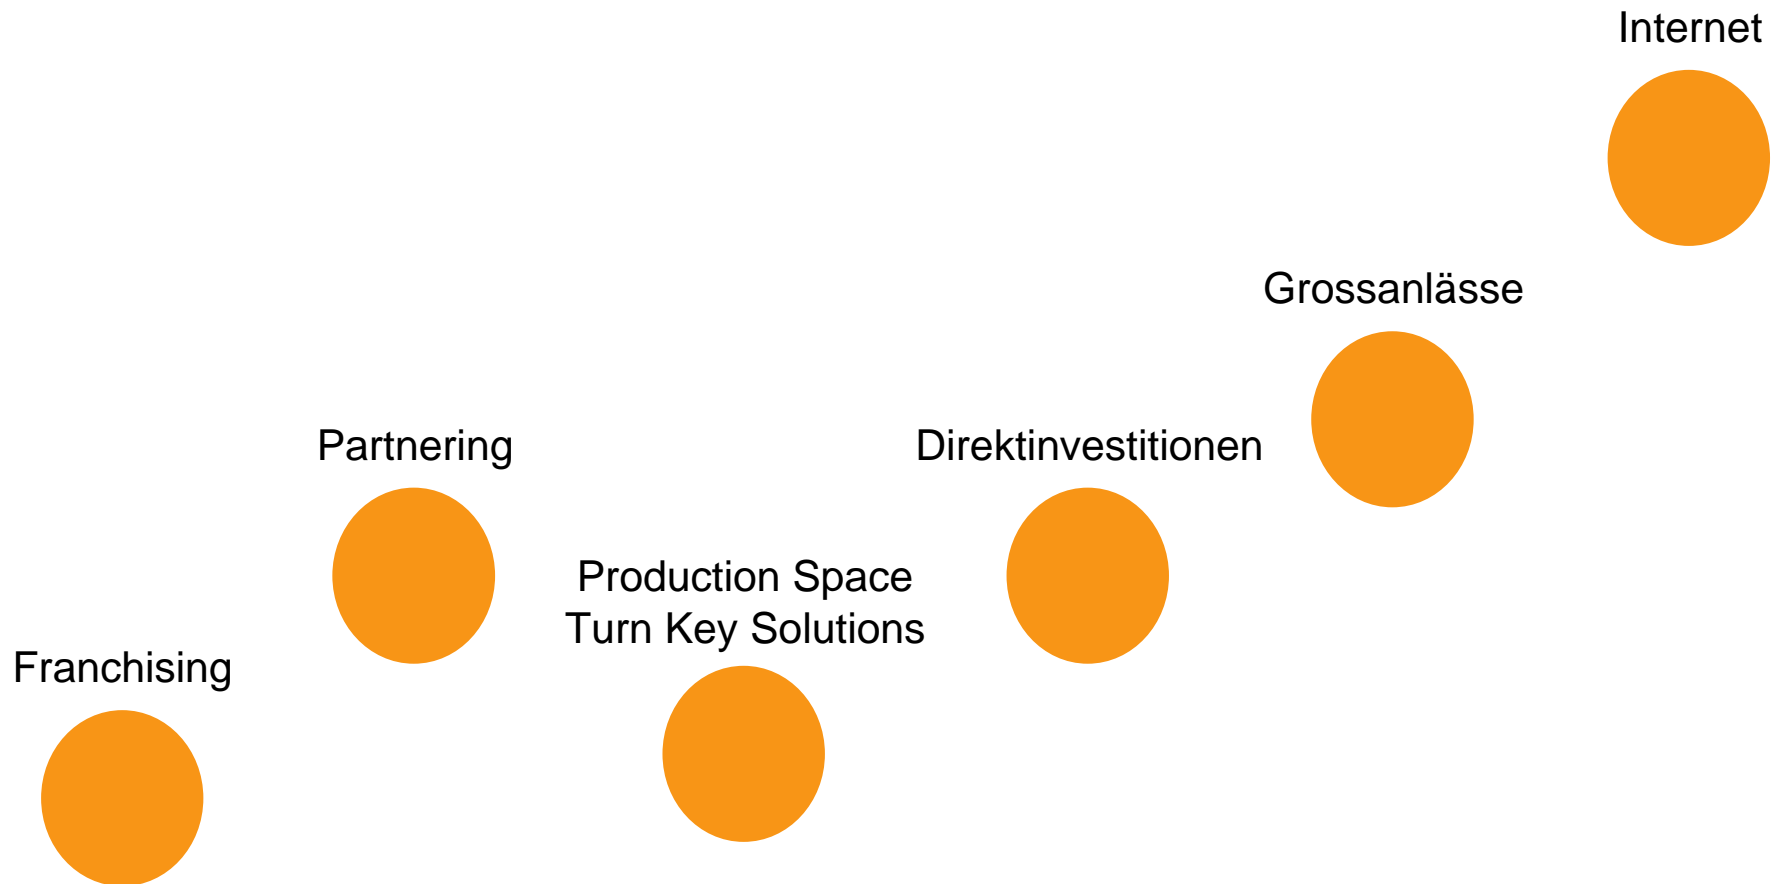 Internet
Grossanlässe
Partnering
Direktinvestitionen
Production Space
Turn Key Solutions
Franchising